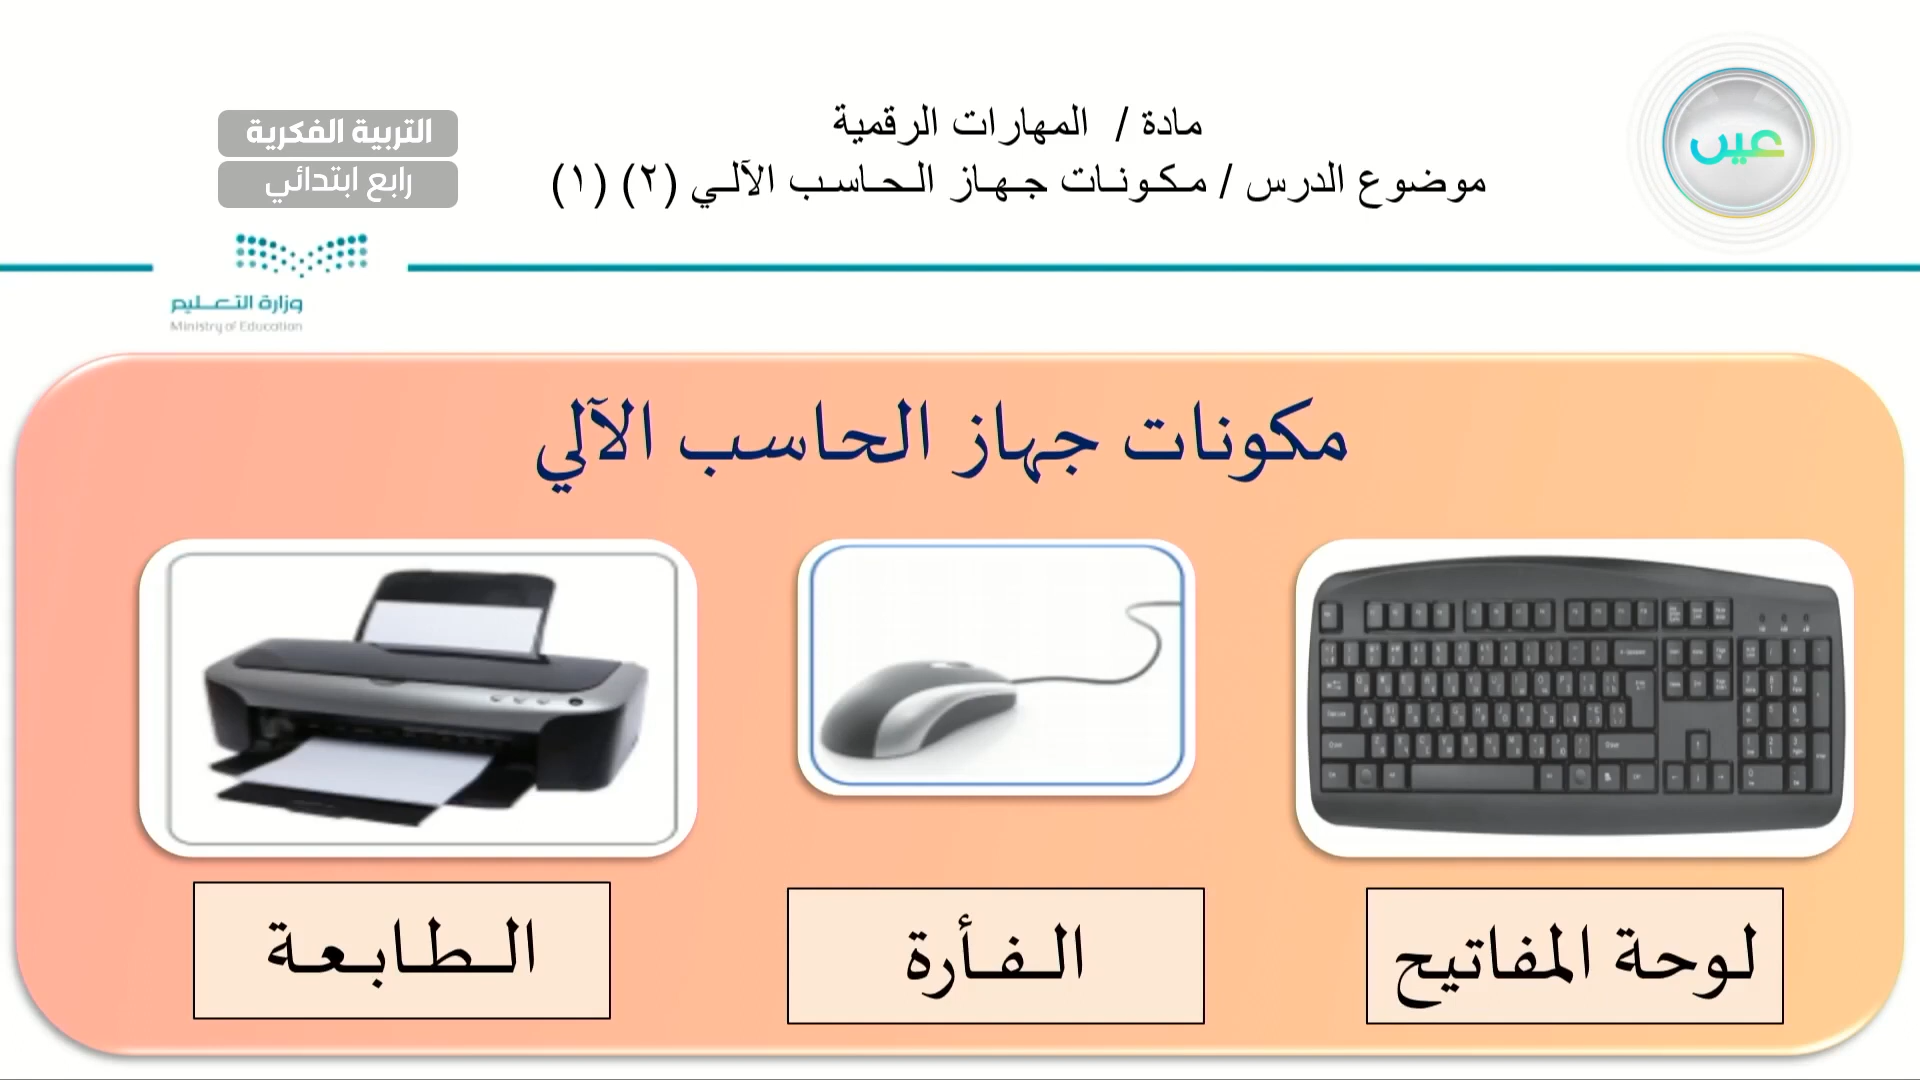 عين
مادة / المهارات الرقمية
موضوع الدرس / مكونات جهاز الحاسب الآلي (٢) (١)
التربية الفكرية
رابع ابتدائي
وزارة التعليم
Ministry of Education
مكونات جهاز الحاسب الآلي
لوحة المفاتيح
الفأرة
الطابعة